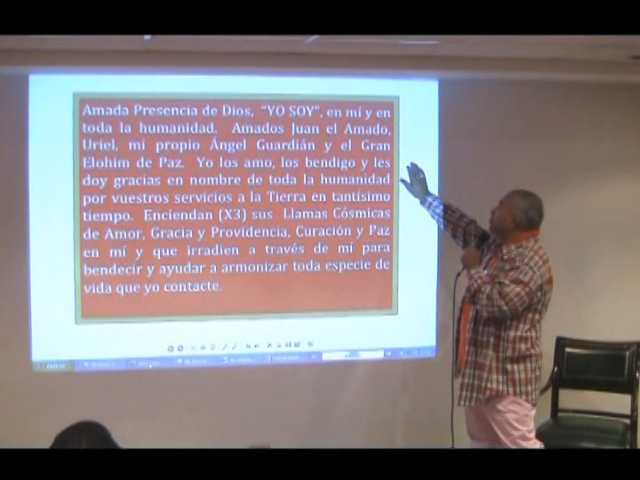 Amada Presencia de Dios, "YO SOY", en mí y en
toda la humanidad. Amados Juan el Amado,
Uriel, mi propio Ángel Guardián y el Gran
Elohim de Paz. Yo los amo, los bendigo y les
doy gracias en nombre de toda la humanidad
por vuestros servicios a la Tierra en tantísimo
tiempo. Enciendan (X3) sus Llamas Cósmicas
de Amor, Gracia y Providencia, Curación y Paz
en mí y que irradien a través de mí para
bendecir y ayudar a armonizar toda especie de
vida que yo contacte.
Inicio